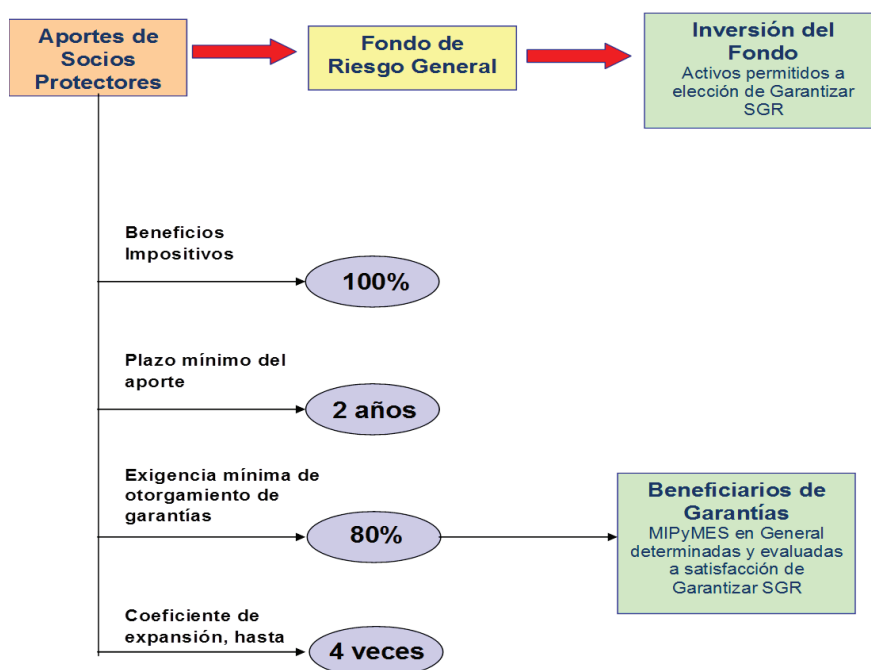 Aportes de
Socios
Protectores
Fondo de
Riesgo General
Inversión del
Fondo
Activos permitidos a
elección de Garantizar
SGR
Beneficios
Impositivos
100%
Plazo mínimo del
aporte
2 años
Exigencia mínima de
otorgamiento de
garantías
80%
Beneficiarios de
Garantías
MIPyMES en General
determinadas y evaluadas
a satisfacción de
Garantizar SGR
Coeficiente de
expansión, hasta
4 veces